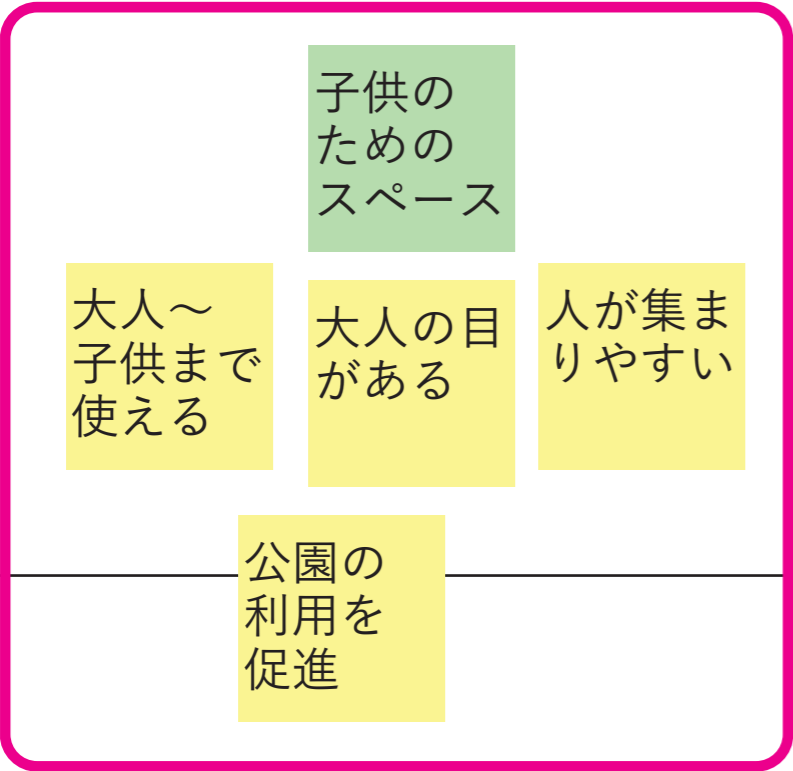 子供の
ための
スペース
大人〜
子供まで
使える
大人の目
がある
人が集ま
りやすい
公園の
利用を
促進